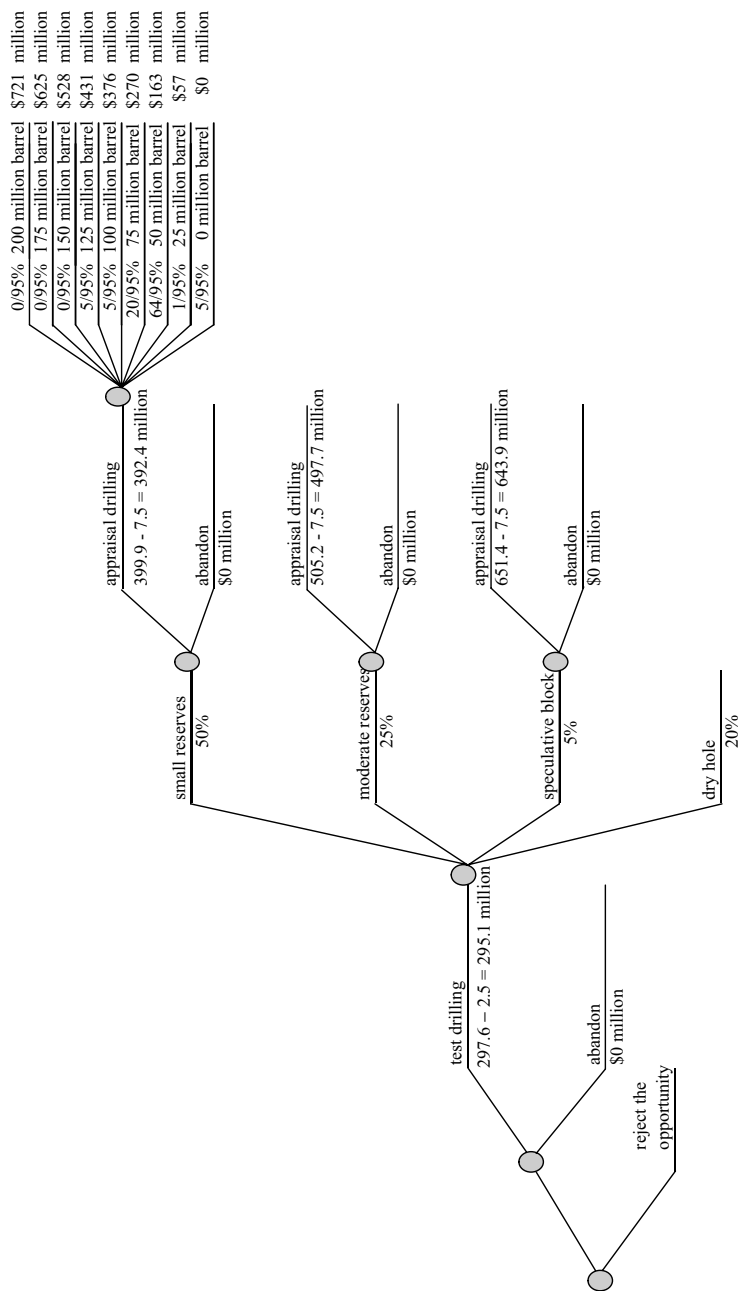 0/95% 200 million barrel $721 million
0/95% 175 million barrel $625 million
0/95% 150 million barrel $528 million
5/95% 125 million barrel $431 million
5/95% 100 million barrel $376 million
20/95% 75 million barrel $270 million
64/95% 50 million barrel $163 million
1/95% 25 million barrel $57 million
5/95% 0 million barrel $0 million
appraisal drilling
399.9 - 7.5 = 392.4 million
abandon
$0 million
appraisal drilling
505.2 - 7.5 = 497.7 million
abandon
$0 million
appraisal drilling
651.4 - 7.5 = 643.9 million
abandon
$0 million
small reserves
50%
moderate reserves
25%
speculative block
5%
dry hole
20%
test drilling
297.6 − 2.5 = 295.1 million
abandon
$0 million
reject the
opportunity